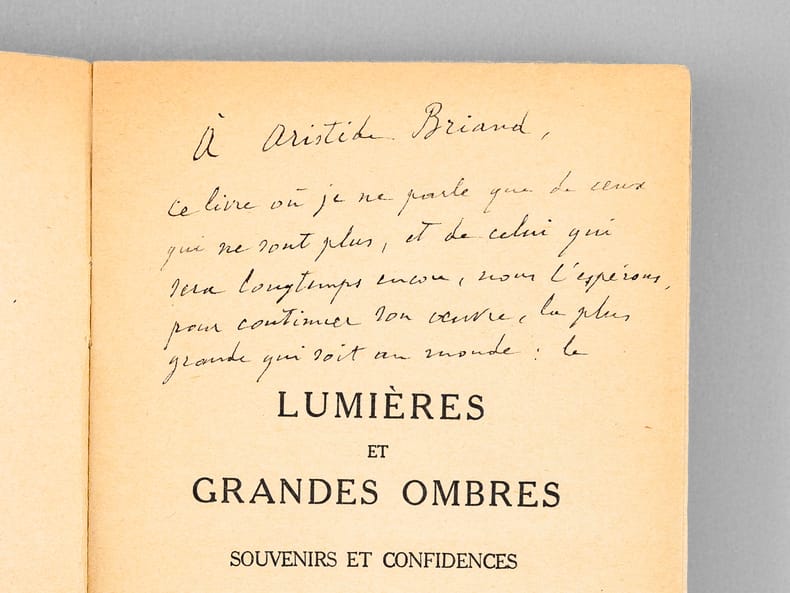 À Aristide Briand,
ce livre où je ne parle que de ceux
qui ne sont plus, et de celui qui
sera longtemps encore, nous l'espérons,
pour continuer son œuvre, la plus
grande qui soit au monde : le
LUMIÈRES
ET
GRANDES OMBRES
SOUVENIRS ET CONFIDENCES